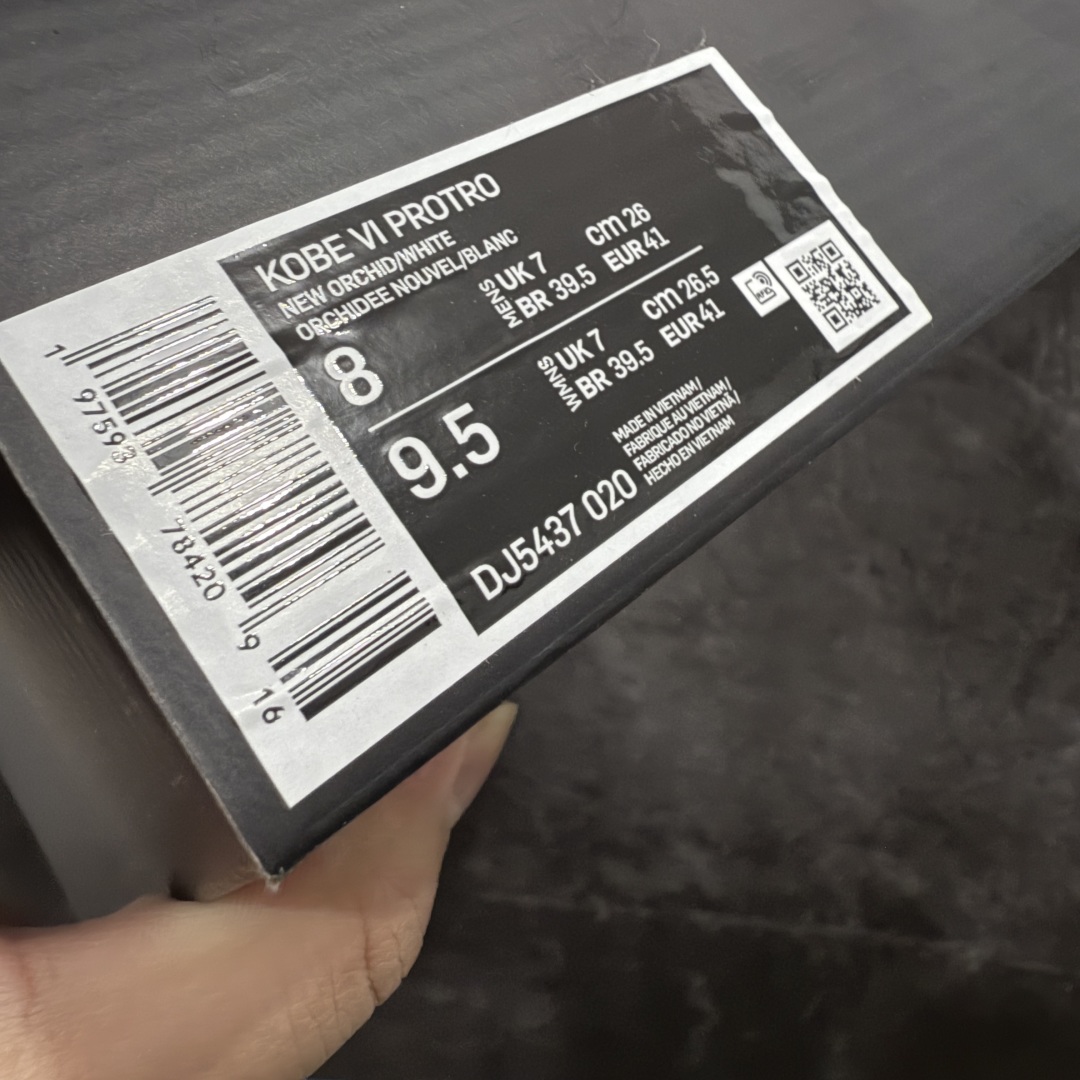 KOBE VI PROTRO
NEW ORCHID/WHITE
ORCHIDEE NOUVEL/BLANC
8
MENS
UK 7
cm 26
BR 39.5
EUR 41
9.5
WMNS
UK 7
cm 26.5
BR 39.5
EUR 41
MADE IN VIETNAM/
FABRIQUE AU VIETNAM/
FABRICADO NO VIETNÃ/
HECHO EN VIETNAM
DJ5437 020
1 97593 78420 9 16